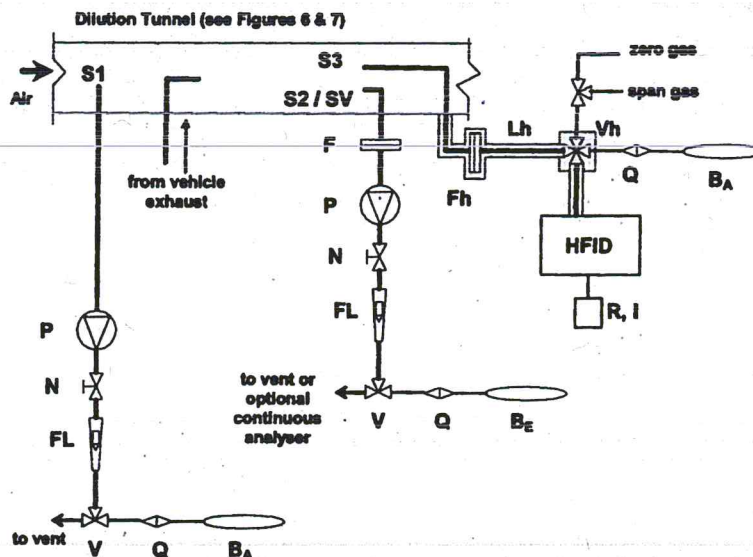 Dilution Tunnel (see Figures 6 & 7)
S1
S3
S2 / SV
Air
zero gas
span gas
Lh
Vh
F
Fh
Q
BA
from vehicle
exhaust
P
HFID
N
R, I
FL
P
to vent or
optional
continuous
analyser
N
V
Q
BE
FL
to vent
V
Q
BA